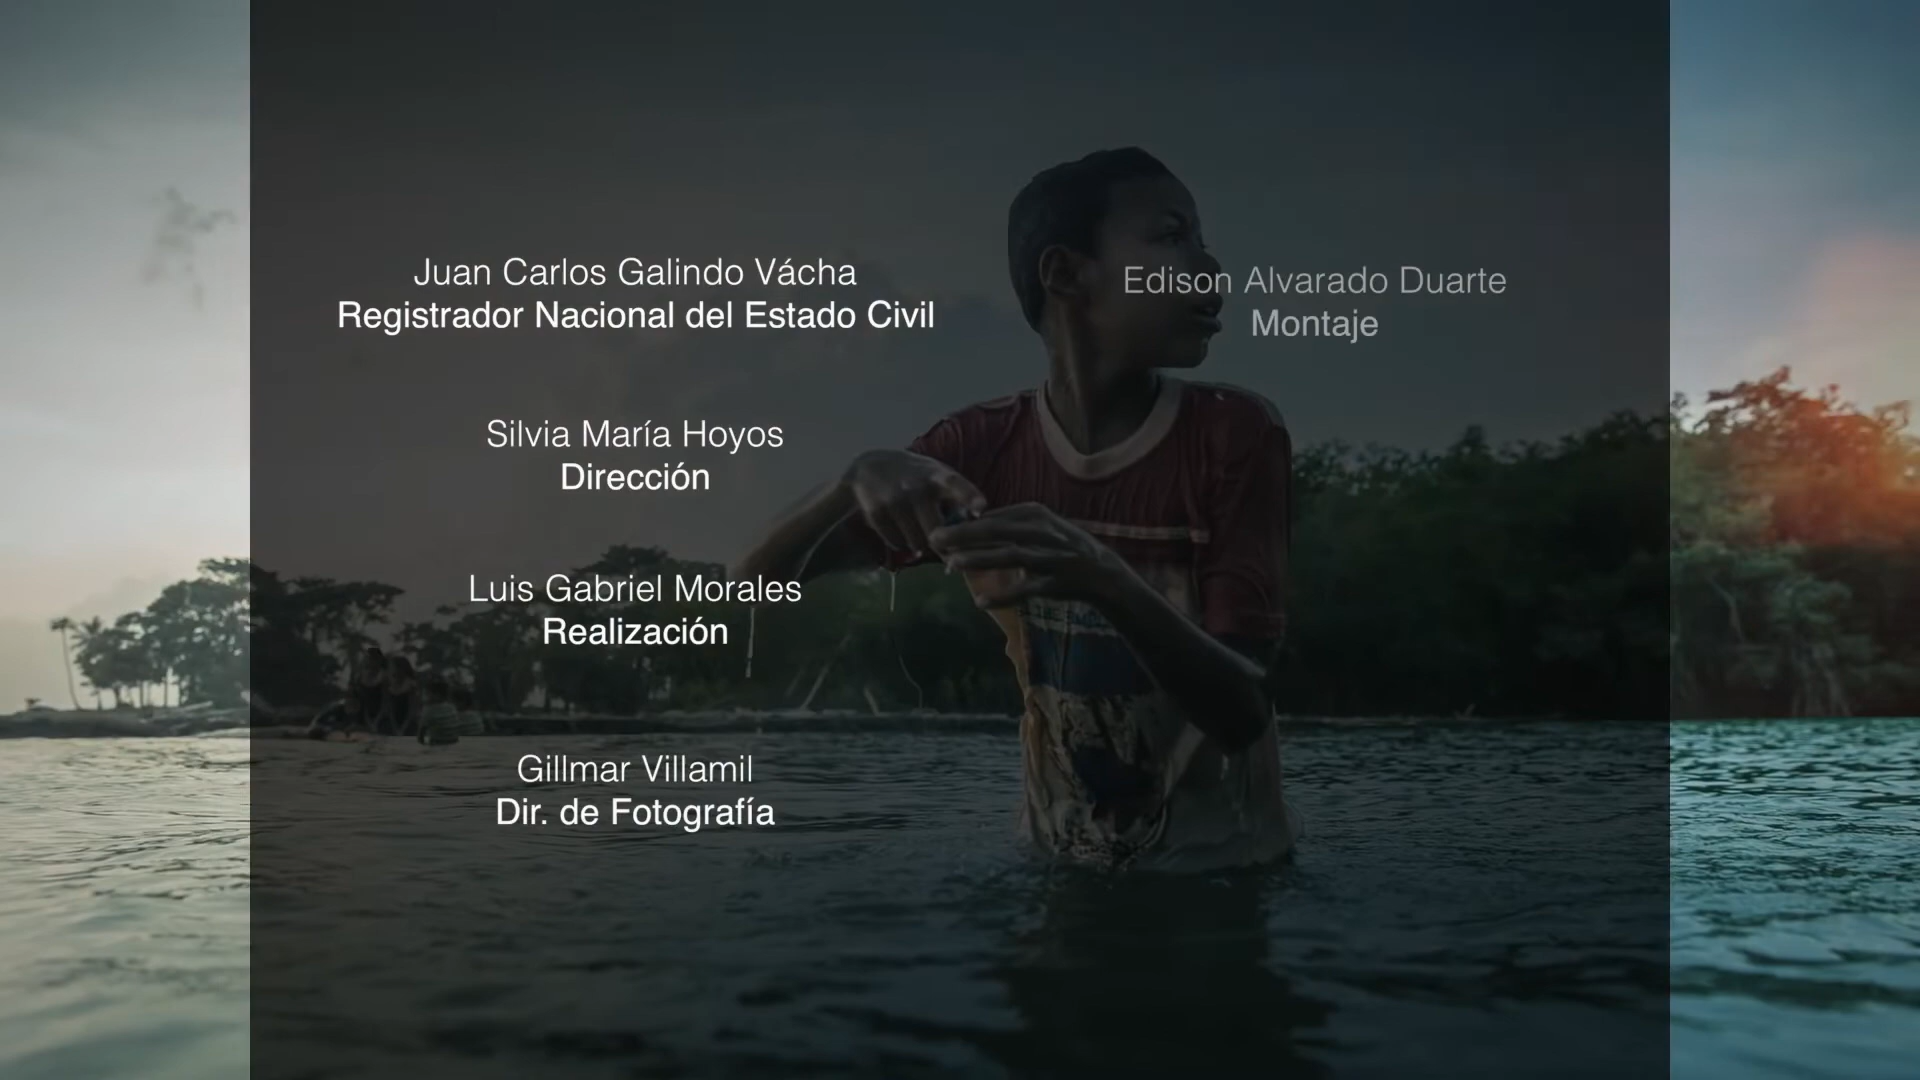 Juan Carlos Galindo Vácha
Registrador Nacional del Estado Civil
Silvia María Hoyos
Dirección
Luis Gabriel Morales
Realización
Gillmar Villamil
Dir. de Fotografía
Edison Alvarado Duarte
Montaje